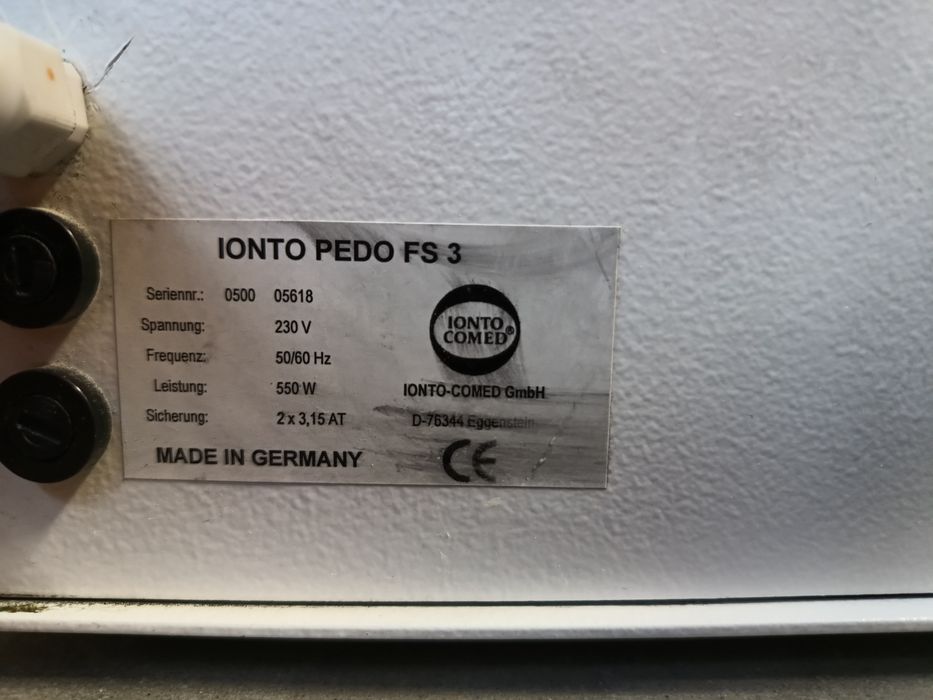 IONTO PEDO FS 3
Seriennr.: 0500 05618
Spannung: 230 V
Frequenz: 50/60 Hz
Leistung: 550 W
Sicherung: 2 x 3,15 AT
MADE IN GERMANY
IONTO
COMED®
IONTO-COMED GmbH
D-76344 Eggenstein
CE